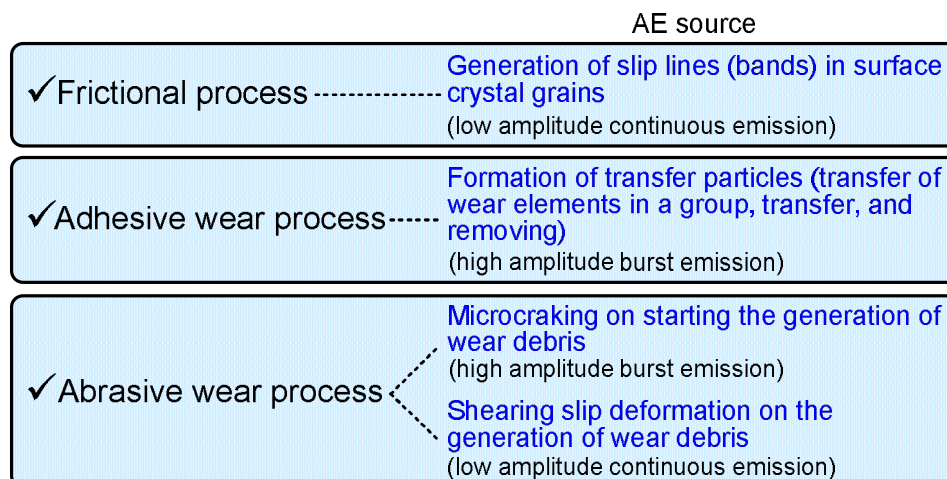 AE source
✓Frictional process
Generation of slip lines (bands) in surface
crystal grains
(low amplitude continuous emission)
✓Adhesive wear process
Formation of transfer particles (transfer of
wear elements in a group, transfer, and
removing)
(high amplitude burst emission)
✓Abrasive wear process
Microcraking on starting the generation of
wear debris
(high amplitude burst emission)
Shearing slip deformation on the
generation of wear debris
(low amplitude continuous emission)